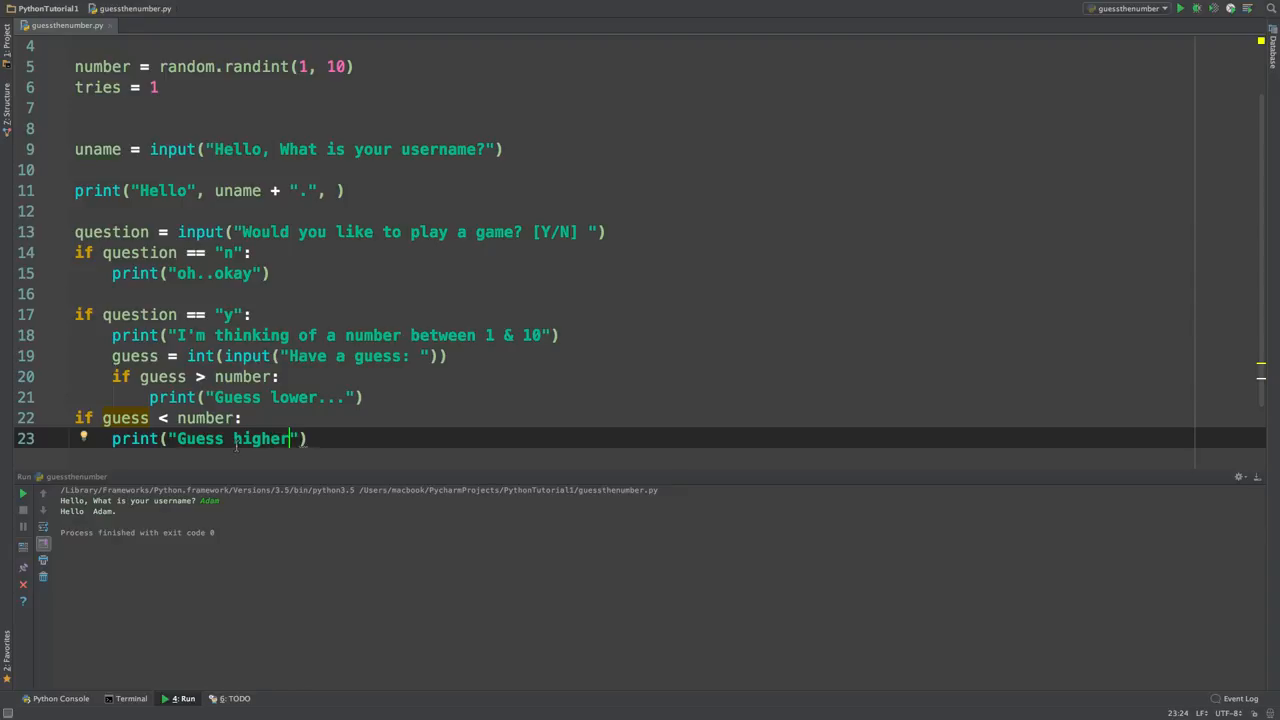 PythonTutorial1 guessthenumber.py guessthenumber
guessthenumber.py
1: Project
Z: Structure
2: Favorites
Database
4
5 number = random.randint(1, 10)
6 tries = 1
7
8
9 uname = input("Hello, What is your username?")
10
11 print("Hello", uname + ".", )
12
13 question = input("Would you like to play a game? [Y/N] ")
14 if question == "n":
15 print("oh..okay")
16
17 if question == "y":
18 print("I'm thinking of a number between 1 & 10")
19 guess = int(input("Have a guess: "))
20 if guess > number:
21 print("Guess lower...")
22 if guess < number:
23 print("Guess higher")
Run guessthenumber
/Library/Frameworks/Python.framework/Versions/3.5/bin/python3.5 /Users/macbook/PycharmProjects/PythonTutorial1/guessthenumber.py
Hello, What is your username? Adam
Hello  Adam.
Process finished with exit code 0
Python Console Terminal 4: Run 6: TODO Event Log
23:24 LF÷ UTF-8÷